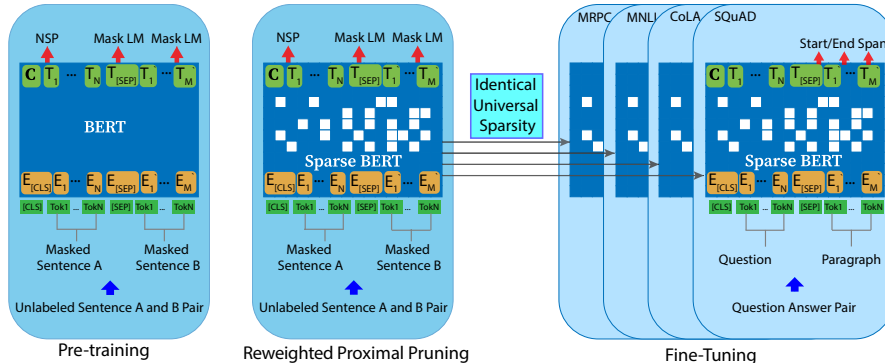 NSP Mask LM Mask LM
C T1 ... TN T[SEP] T1 ... TM
BERT
E[CLS] E1 ... EN E[SEP] E1 ... EM
[CLS] Tok1 ... TokN [SEP] Tok1 ... TokN
Masked Sentence A
Masked Sentence B
Unlabeled Sentence A and B Pair
Pre-training
NSP Mask LM Mask LM
C T1 ... TN T[SEP] T1 ... TM
Sparse BERT
E[CLS] E1 ... EN E[SEP] E1 ... EM
[CLS] Tok1 ... TokN [SEP] Tok1 ... TokN
Masked Sentence A
Masked Sentence B
Unlabeled Sentence A and B Pair
Reweighted Proximal Pruning
Identical
Universal
Sparsity
MRPC MNLI CoLA SQuAD
Start/End Span
C T1 ... TN T[SEP] T1 ... TM
Sparse BERT
E[CLS] E1 ... EN E[SEP] E1 ... EM
[CLS] Tok1 ... TokN [SEP] Tok1 ... TokN
Question Paragraph
Question Answer Pair
Fine-Tuning